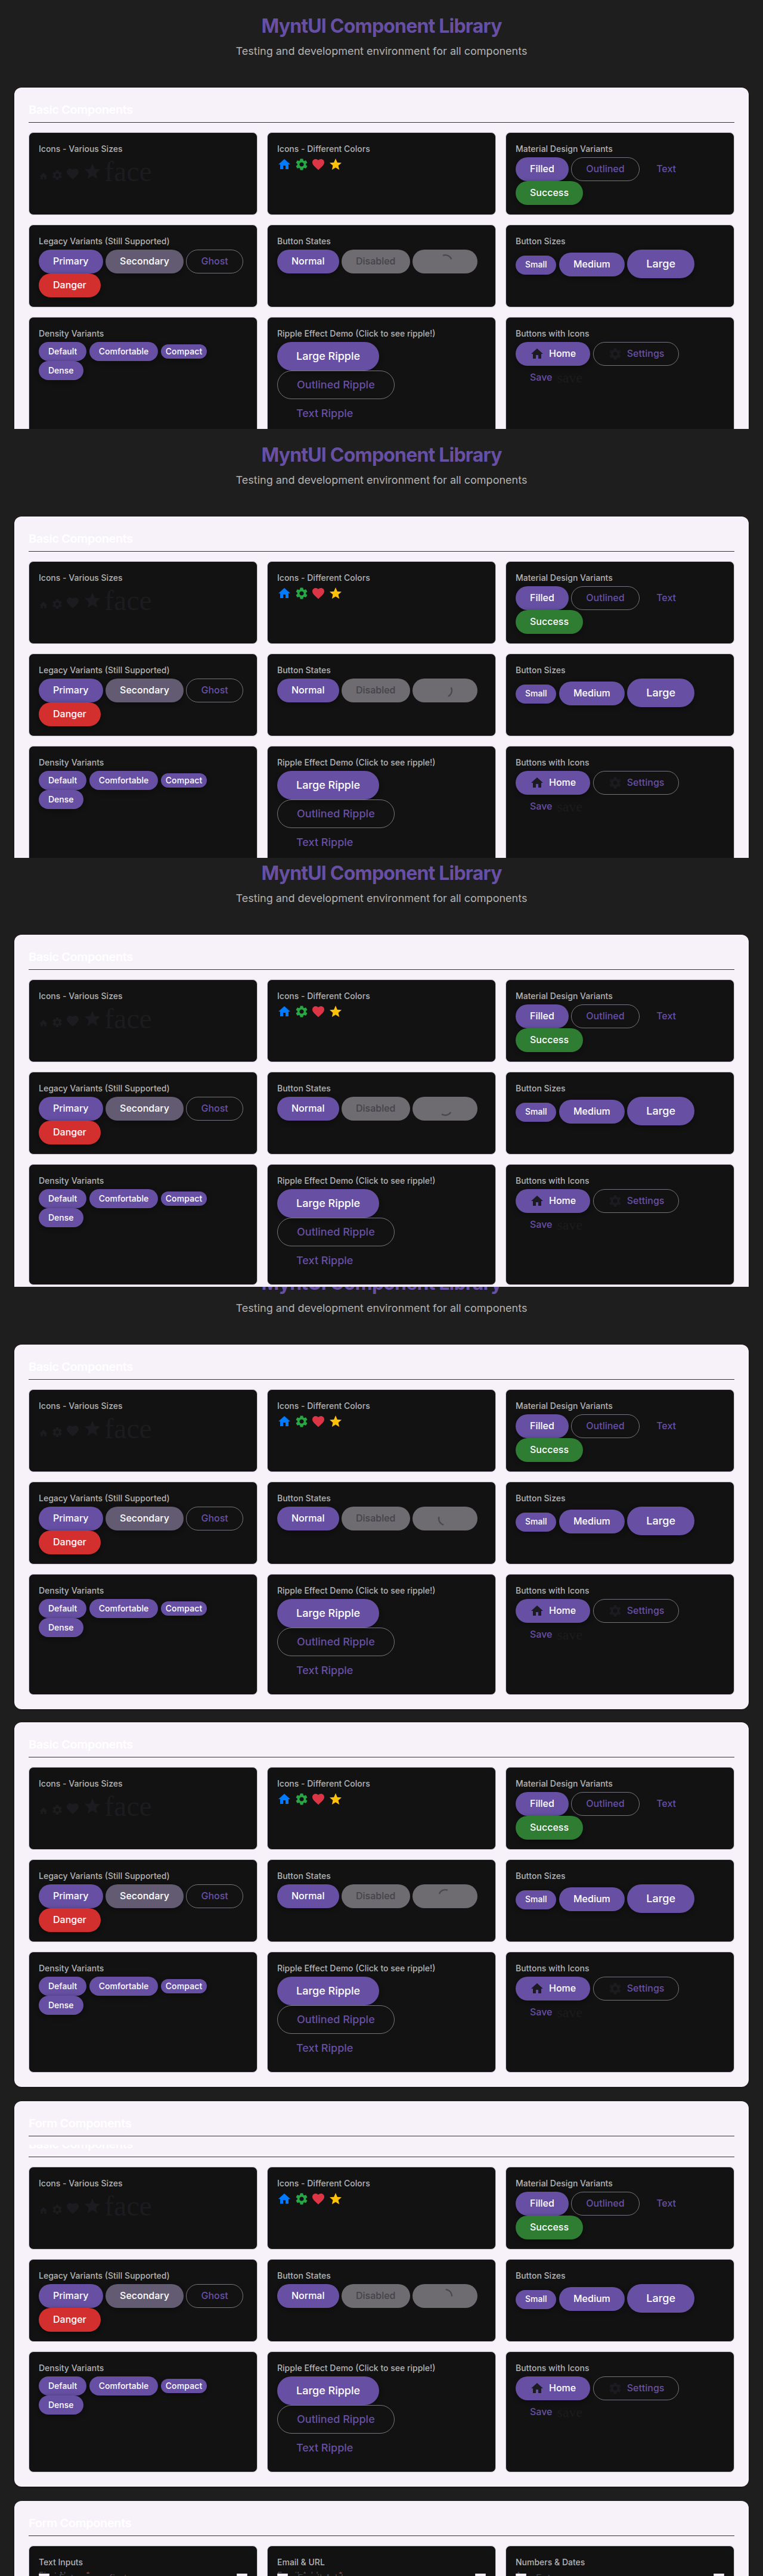 MyntUI Component Library
Testing and development environment for all components
Basic Components
Icons - Various Sizes
face
Icons - Different Colors
Material Design Variants
Filled Outlined Text
Success
Legacy Variants (Still Supported)
Primary Secondary Ghost
Danger
Button States
Normal Disabled
Button Sizes
Small Medium Large
Density Variants
Default Comfortable Compact
Dense
Ripple Effect Demo (Click to see ripple!)
Large Ripple
Outlined Ripple
Text Ripple
Buttons with Icons
Home Settings
Save save
MyntUI Component Library
Testing and development environment for all components
Basic Components
Icons - Various Sizes
face
Icons - Different Colors
Material Design Variants
Filled Outlined Text
Success
Legacy Variants (Still Supported)
Primary Secondary Ghost
Danger
Button States
Normal Disabled
Button Sizes
Small Medium Large
Density Variants
Default Comfortable Compact
Dense
Ripple Effect Demo (Click to see ripple!)
Large Ripple
Outlined Ripple
Text Ripple
Buttons with Icons
Home Settings
Save save
MyntUI Component Library
Testing and development environment for all components
Basic Components
Icons - Various Sizes
face
Icons - Different Colors
Material Design Variants
Filled Outlined Text
Success
Legacy Variants (Still Supported)
Primary Secondary Ghost
Danger
Button States
Normal Disabled
Button Sizes
Small Medium Large
Density Variants
Default Comfortable Compact
Dense
Ripple Effect Demo (Click to see ripple!)
Large Ripple
Outlined Ripple
Text Ripple
Buttons with Icons
Home Settings
Save save
MyntUI Component Library
Testing and development environment for all components
Basic Components
Icons - Various Sizes
face
Icons - Different Colors
Material Design Variants
Filled Outlined Text
Success
Legacy Variants (Still Supported)
Primary Secondary Ghost
Danger
Button States
Normal Disabled
Button Sizes
Small Medium Large
Density Variants
Default Comfortable Compact
Dense
Ripple Effect Demo (Click to see ripple!)
Large Ripple
Outlined Ripple
Text Ripple
Buttons with Icons
Home Settings
Save save
Basic Components
Icons - Various Sizes
face
Icons - Different Colors
Material Design Variants
Filled Outlined Text
Success
Legacy Variants (Still Supported)
Primary Secondary Ghost
Danger
Button States
Normal Disabled
Button Sizes
Small Medium Large
Density Variants
Default Comfortable Compact
Dense
Ripple Effect Demo (Click to see ripple!)
Large Ripple
Outlined Ripple
Text Ripple
Buttons with Icons
Home Settings
Save save
Form Components
Basic Components
Icons - Various Sizes
face
Icons - Different Colors
Material Design Variants
Filled Outlined Text
Success
Legacy Variants (Still Supported)
Primary Secondary Ghost
Danger
Button States
Normal Disabled
Button Sizes
Small Medium Large
Density Variants
Default Comfortable Compact
Dense
Ripple Effect Demo (Click to see ripple!)
Large Ripple
Outlined Ripple
Text Ripple
Buttons with Icons
Home Settings
Save save
Form Components
Text Inputs
Email & URL
Numbers & Dates